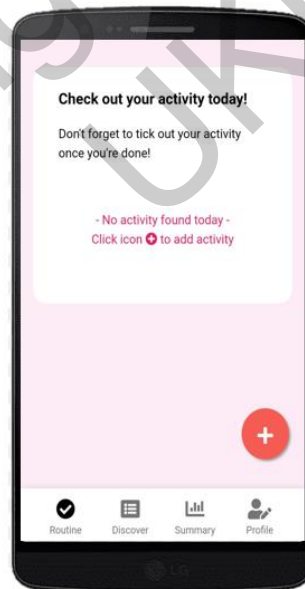 Check out your activity today!
Don't forget to tick out your activity
once you're done!
- No activity found today -
Click icon + to add activity
+
Routine Discover Summary Profile
LG